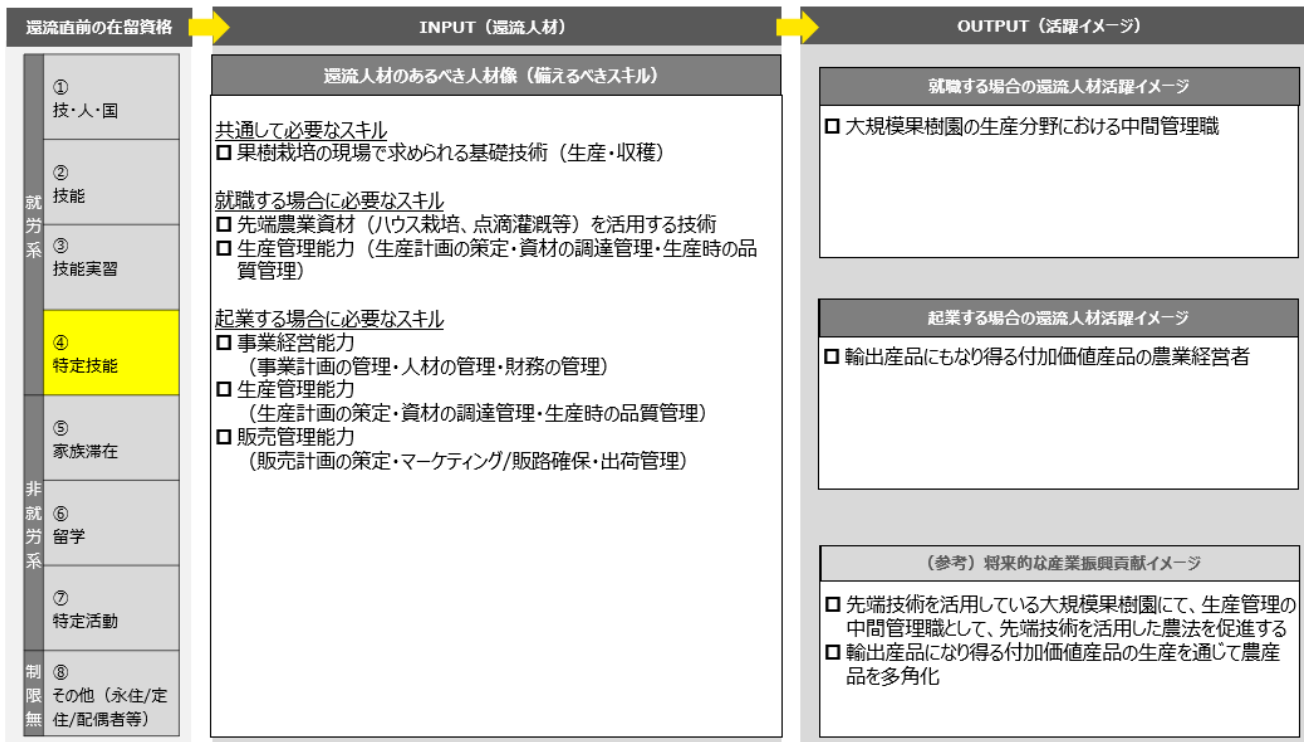 還流直前の在留資格
INPUT（還流人材）
OUTPUT（活躍イメージ）
就労系
①
技・人・国
②
技能
③
技能実習
④
特定技能
非就労系
⑤
家族滞在
⑥
留学
⑦
特定活動
制限無
⑧
その他（永住/定
住/配偶者等）
還流人材のあるべき人材像（備えるべきスキル）
共通して必要なスキル
□ 果樹栽培の現場で求められる基礎技術（生産・収穫）
就職する場合に必要なスキル
□ 先端農業資材（ハウス栽培、点滴灌漑等）を活用する技術
□ 生産管理能力（生産計画の策定・資材の調達管理・生産時の品
質管理）
起業する場合に必要なスキル
□ 事業経営能力
（事業計画の管理・人材の管理・財務の管理）
□ 生産管理能力
（生産計画の策定・資材の調達管理・生産時の品質管理）
□ 販売管理能力
（販売計画の策定・マーケティング/販路確保・出荷管理）
就職する場合の還流人材活躍イメージ
□ 大規模果樹園の生産分野における中間管理職
起業する場合の還流人材活躍イメージ
□ 輸出産品にもなり得る付加価値産品の農業経営者
（参考）将来的な産業振興貢献イメージ
□ 先端技術を活用している大規模果樹園にて、生産管理の
中間管理職として、先端技術を活用した農法を促進する
□ 輸出産品になり得る付加価値産品の生産を通じて農産
品を多角化